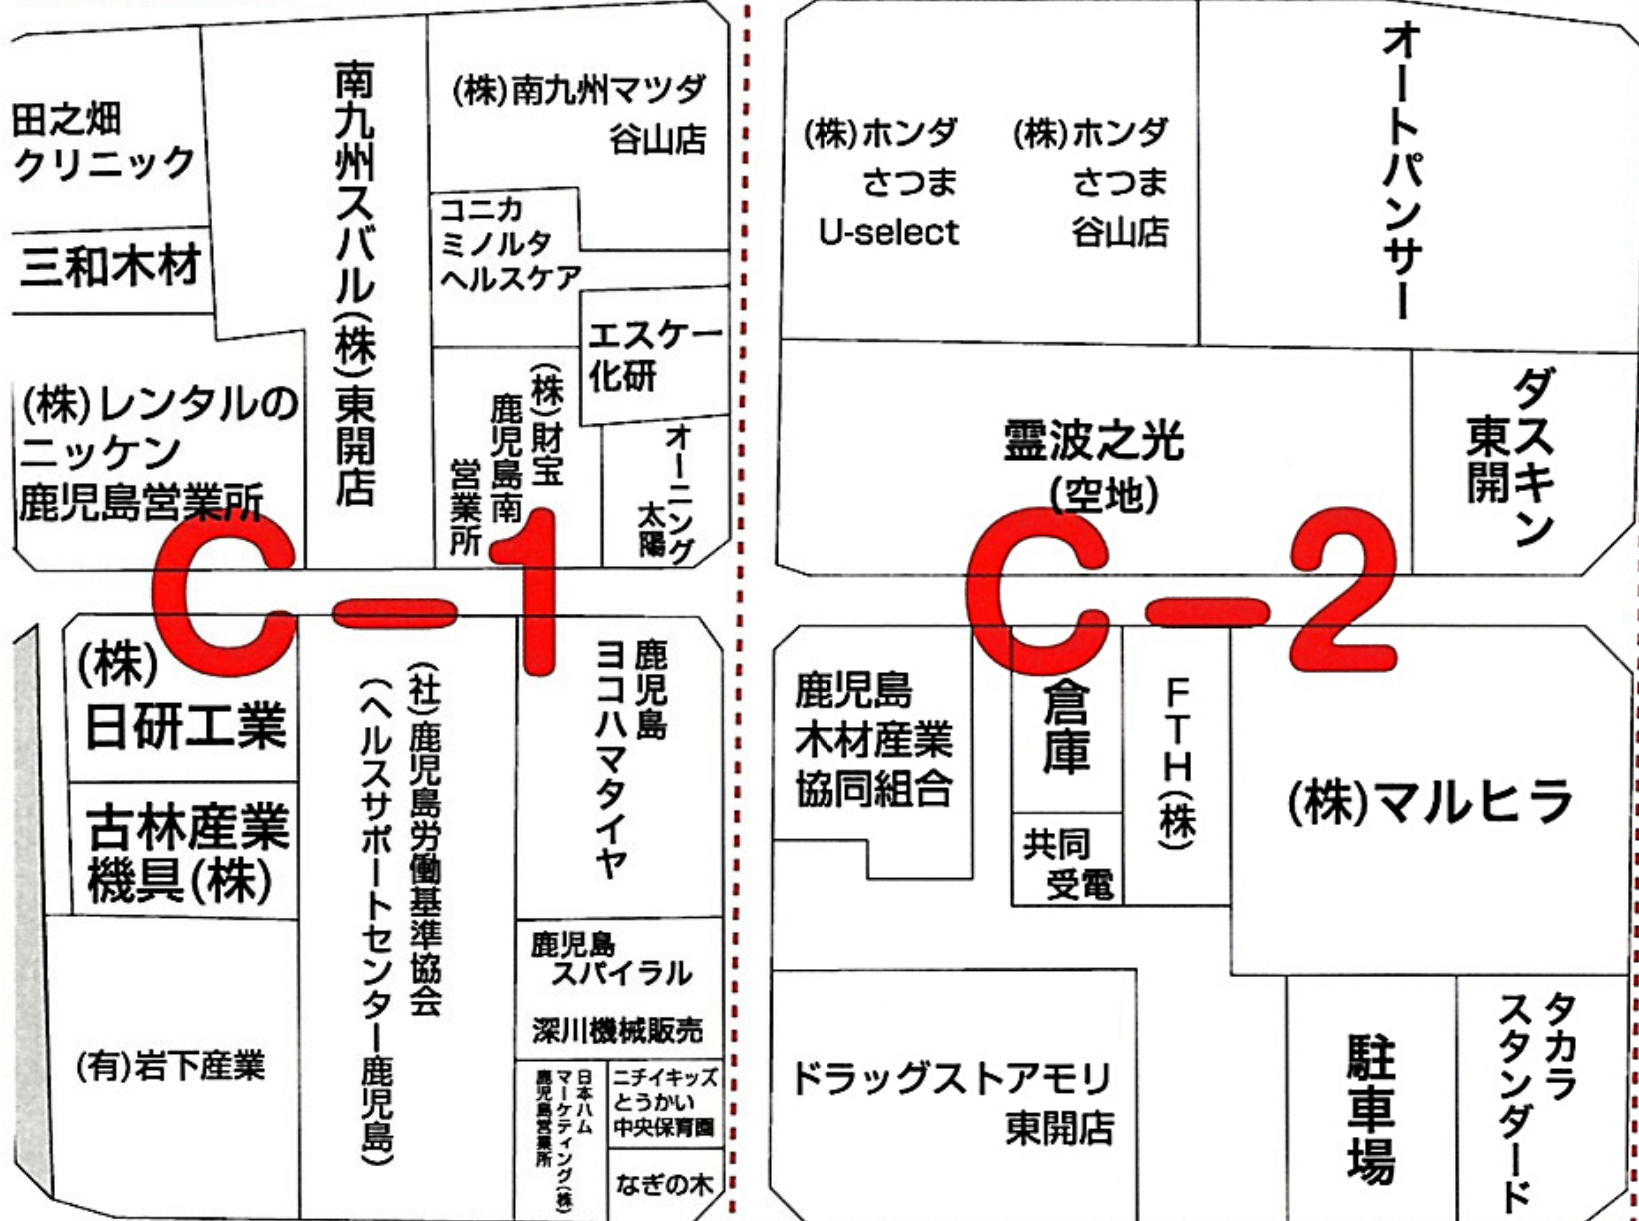 田之畑
クリニック
三和木材
(株)レンタルの
ニッケン
鹿児島営業所
南九州スバル(株)東開店
(株)南九州マツダ
谷山店
コニカ
ミノルタ
ヘルスケア
エスケー
化研
(株)財宝
鹿児島南
営業所
オーニング
太陽
C-1
(株)
日研工業
古林産業
機具(株)
(有)岩下産業
(社)鹿児島労働基準協会
(ヘルスサポートセンター鹿児島)
鹿児島
ヨコハマタイヤ
鹿児島
スパイラル
深川機械販売
日本ハム
マーケティング(株)
鹿児島営業所
ニチイキッズ
とうかい
中央保育園
なぎの木
(株)ホンダ
さつま
U-select
(株)ホンダ
さつま
谷山店
オートパンサー
霊波之光
(空地)
ダスキン
東開
C-2
鹿児島
木材産業
協同組合
倉庫
共同
受電
FTH(株)
(株)マルヒラ
ドラッグストアモリ
東開店
駐車場
タカラ
スタンダード